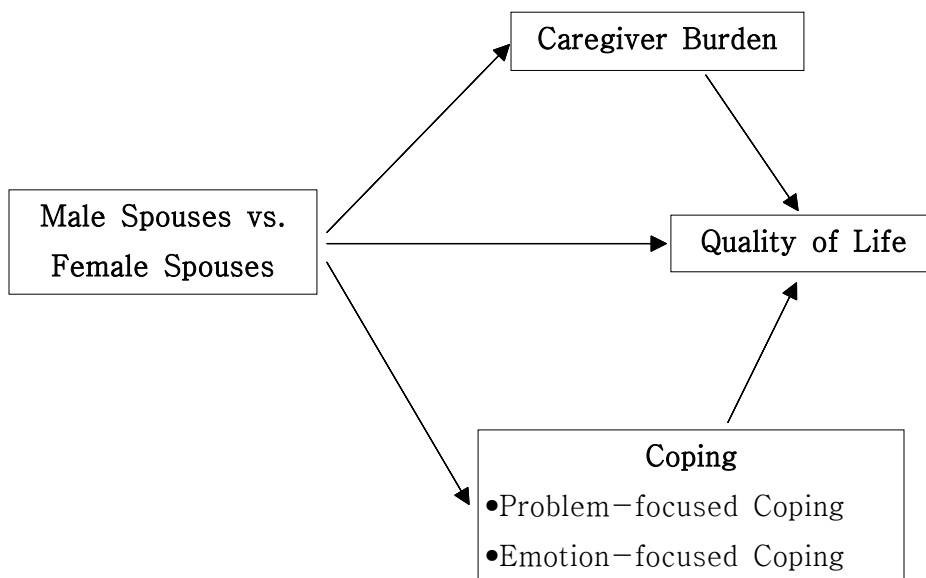 Caregiver Burden
Male Spouses vs.
Female Spouses
Quality of Life
Coping
•Problem-focused Coping
•Emotion-focused Coping